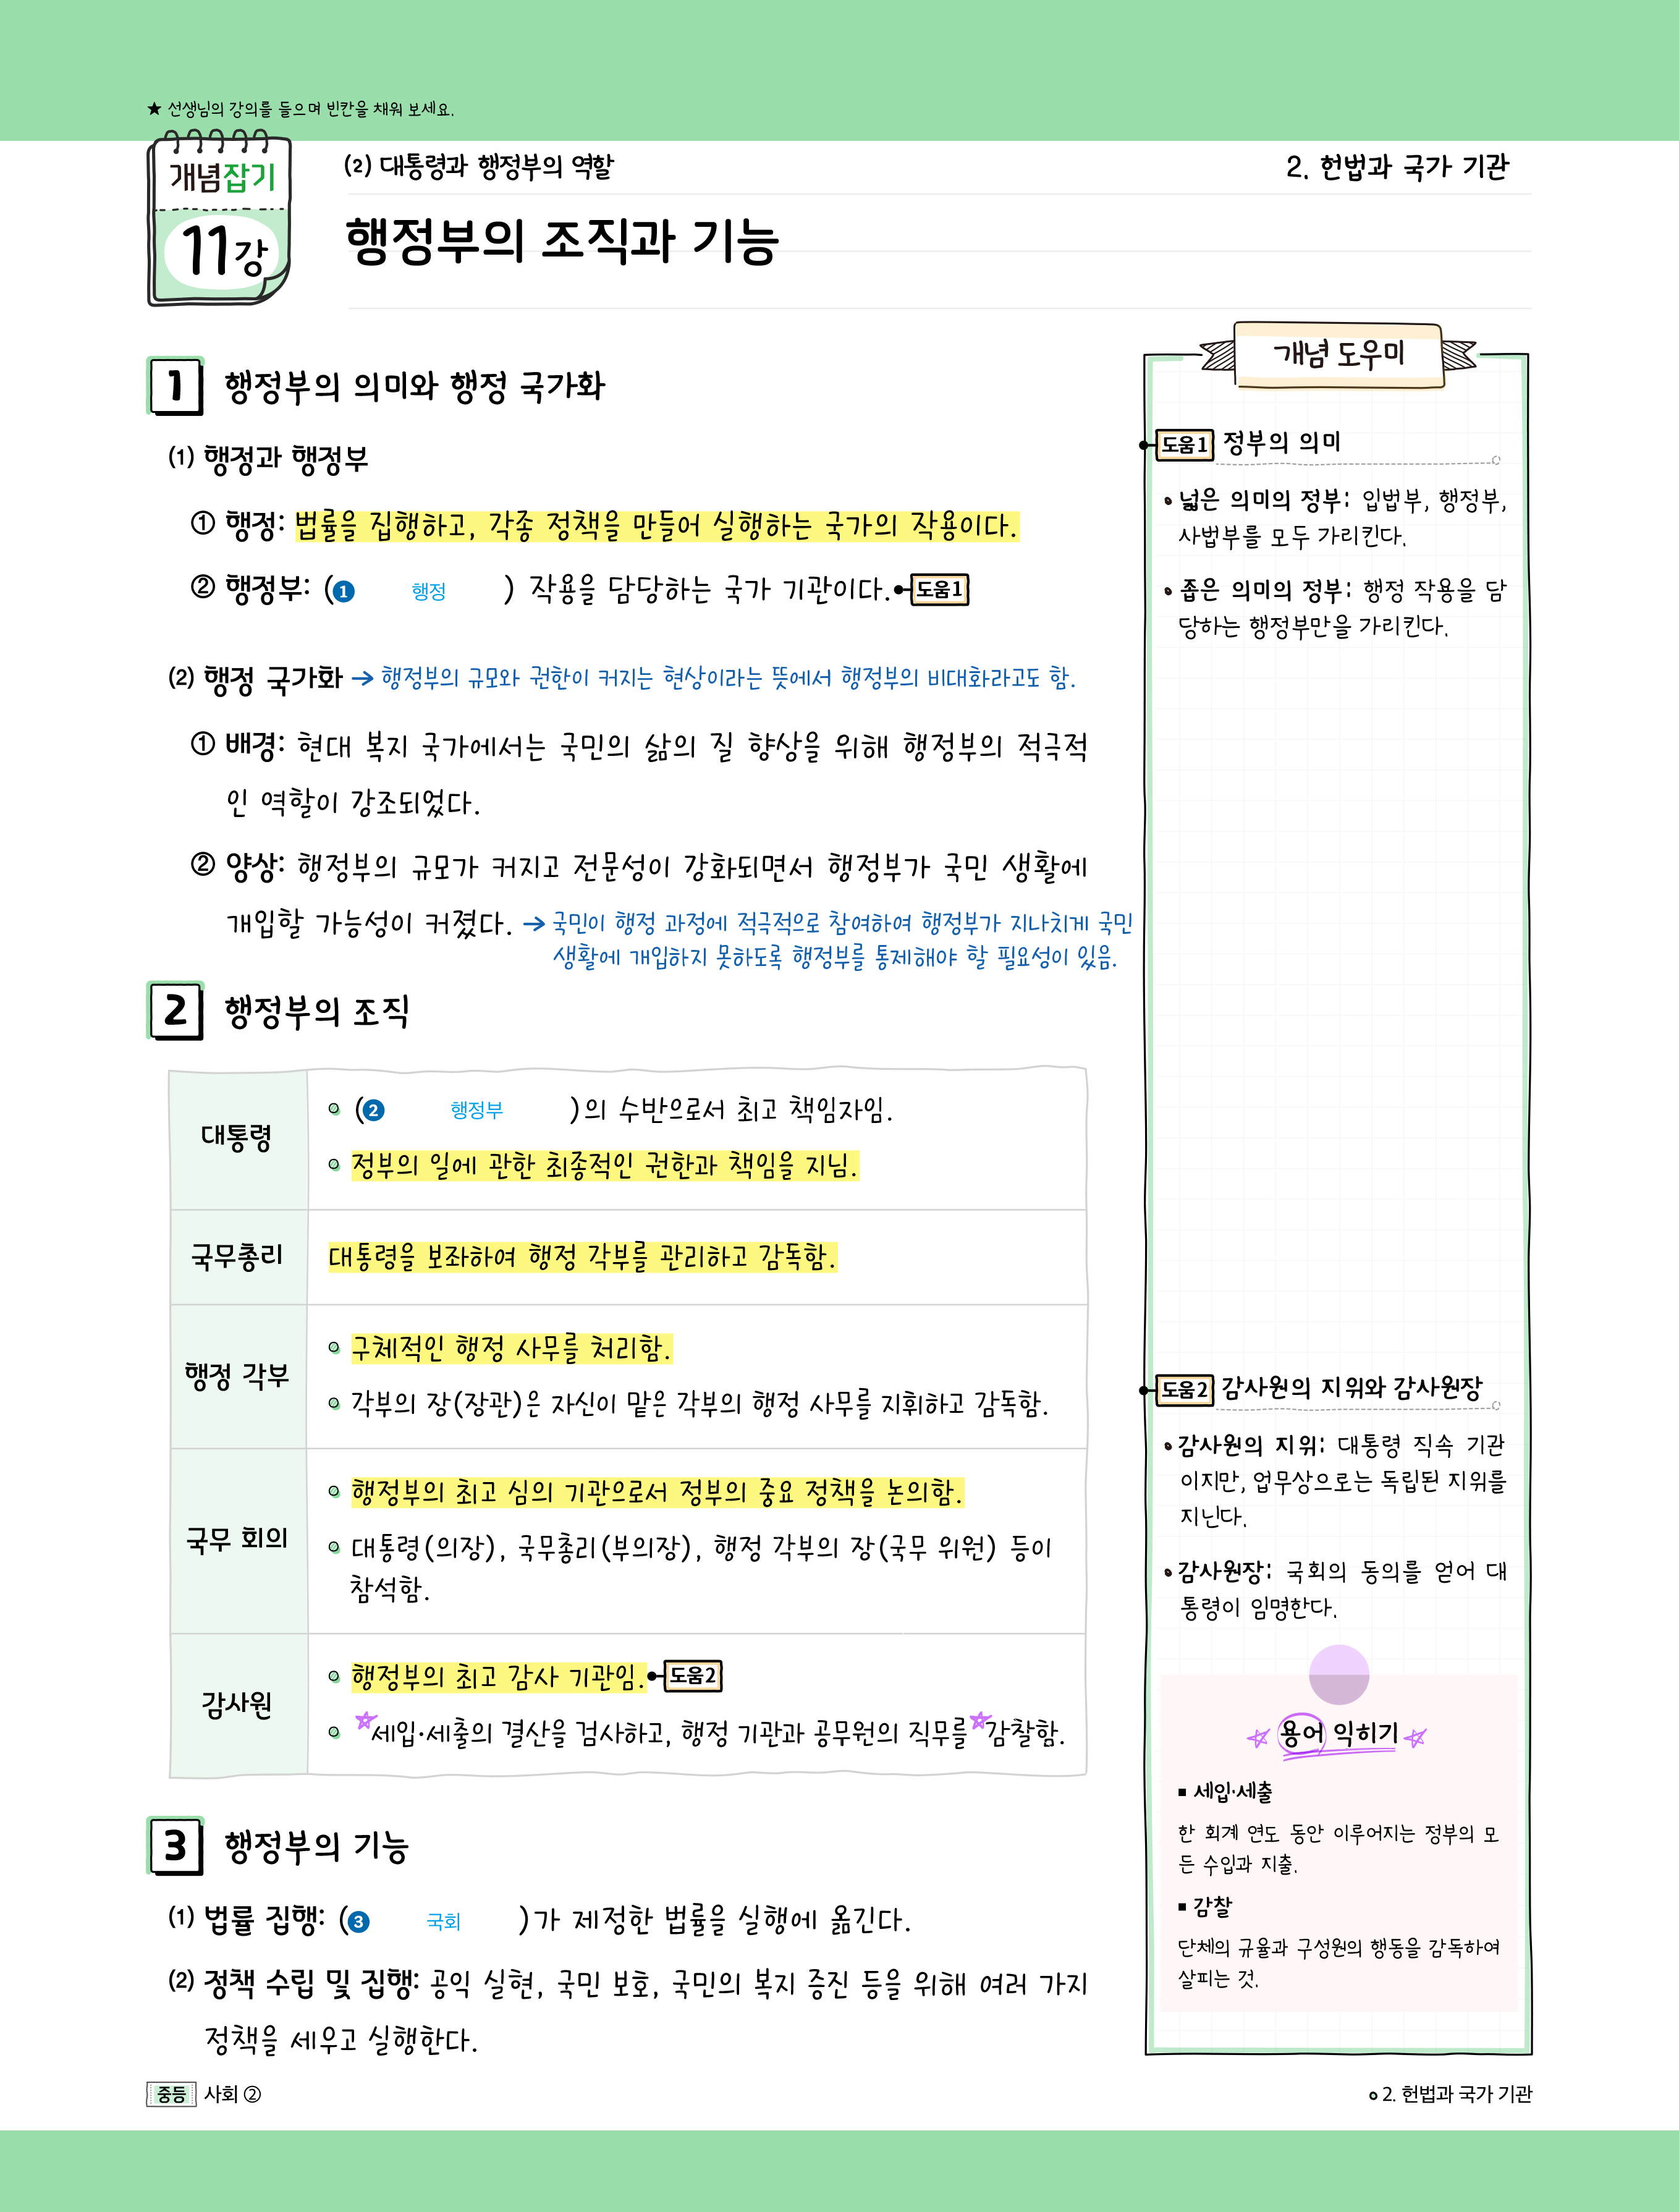 ★ 선생님의 강의를 들으며 빈칸을 채워 보세요.
개념잡기
11강
(2) 대통령과 행정부의 역할
2. 헌법과 국가 기관
행정부의 조직과 기능
1 행정부의 의미와 행정 국가화
(1) 행정과 행정부
① 행정: 법률을 집행하고, 각종 정책을 만들어 실행하는 국가의 작용이다.
② 행정부: (❶ 행정 ) 작용을 담당하는 국가 기관이다. 도움1
(2) 행정 국가화 → 행정부의 규모와 권한이 커지는 현상이라는 뜻에서 행정부의 비대화라고도 함.
① 배경: 현대 복지 국가에서는 국민의 삶의 질 향상을 위해 행정부의 적극적
인 역할이 강조되었다.
② 양상: 행정부의 규모가 커지고 전문성이 강화되면서 행정부가 국민 생활에
개입할 가능성이 커졌다. → 국민이 행정 과정에 적극적으로 참여하여 행정부가 지나치게 국민
생활에 개입하지 못하도록 행정부를 통제해야 할 필요성이 있음.
2 행정부의 조직
대통령
(❷ 행정부 )의 수반으로서 최고 책임자임.
정부의 일에 관한 최종적인 권한과 책임을 지님.
국무총리
대통령을 보좌하여 행정 각부를 관리하고 감독함.
행정 각부
구체적인 행정 사무를 처리함.
각부의 장(장관)은 자신이 맡은 각부의 행정 사무를 지휘하고 감독함.
국무 회의
행정부의 최고 심의 기관으로서 정부의 중요 정책을 논의함.
대통령(의장), 국무총리(부의장), 행정 각부의 장(국무 위원) 등이
참석함.
감사원
행정부의 최고 감사 기관임. 도움2
☆세입·세출의 결산을 검사하고, 행정 기관과 공무원의 직무를 ☆감찰함.
3 행정부의 기능
(1) 법률 집행: (❸ 국회 )가 제정한 법률을 실행에 옮긴다.
(2) 정책 수립 및 집행: 공익 실현, 국민 보호, 국민의 복지 증진 등을 위해 여러 가지
정책을 세우고 실행한다.
개념 도우미
도움1 정부의 의미
• 넓은 의미의 정부: 입법부, 행정부,
사법부를 모두 가리킨다.
• 좁은 의미의 정부: 행정 작용을 담
당하는 행정부만을 가리킨다.
도움2 감사원의 지위와 감사원장
• 감사원의 지위: 대통령 직속 기관
이지만, 업무상으로는 독립된 지위를
지닌다.
• 감사원장: 국회의 동의를 얻어 대
통령이 임명한다.
☆ 용어 익히기 ☆
■ 세입·세출
한 회계 연도 동안 이루어지는 정부의 모
든 수입과 지출.
■ 감찰
단체의 규율과 구성원의 행동을 감독하여
살피는 것.
중등 사회 ②
2. 헌법과 국가 기관